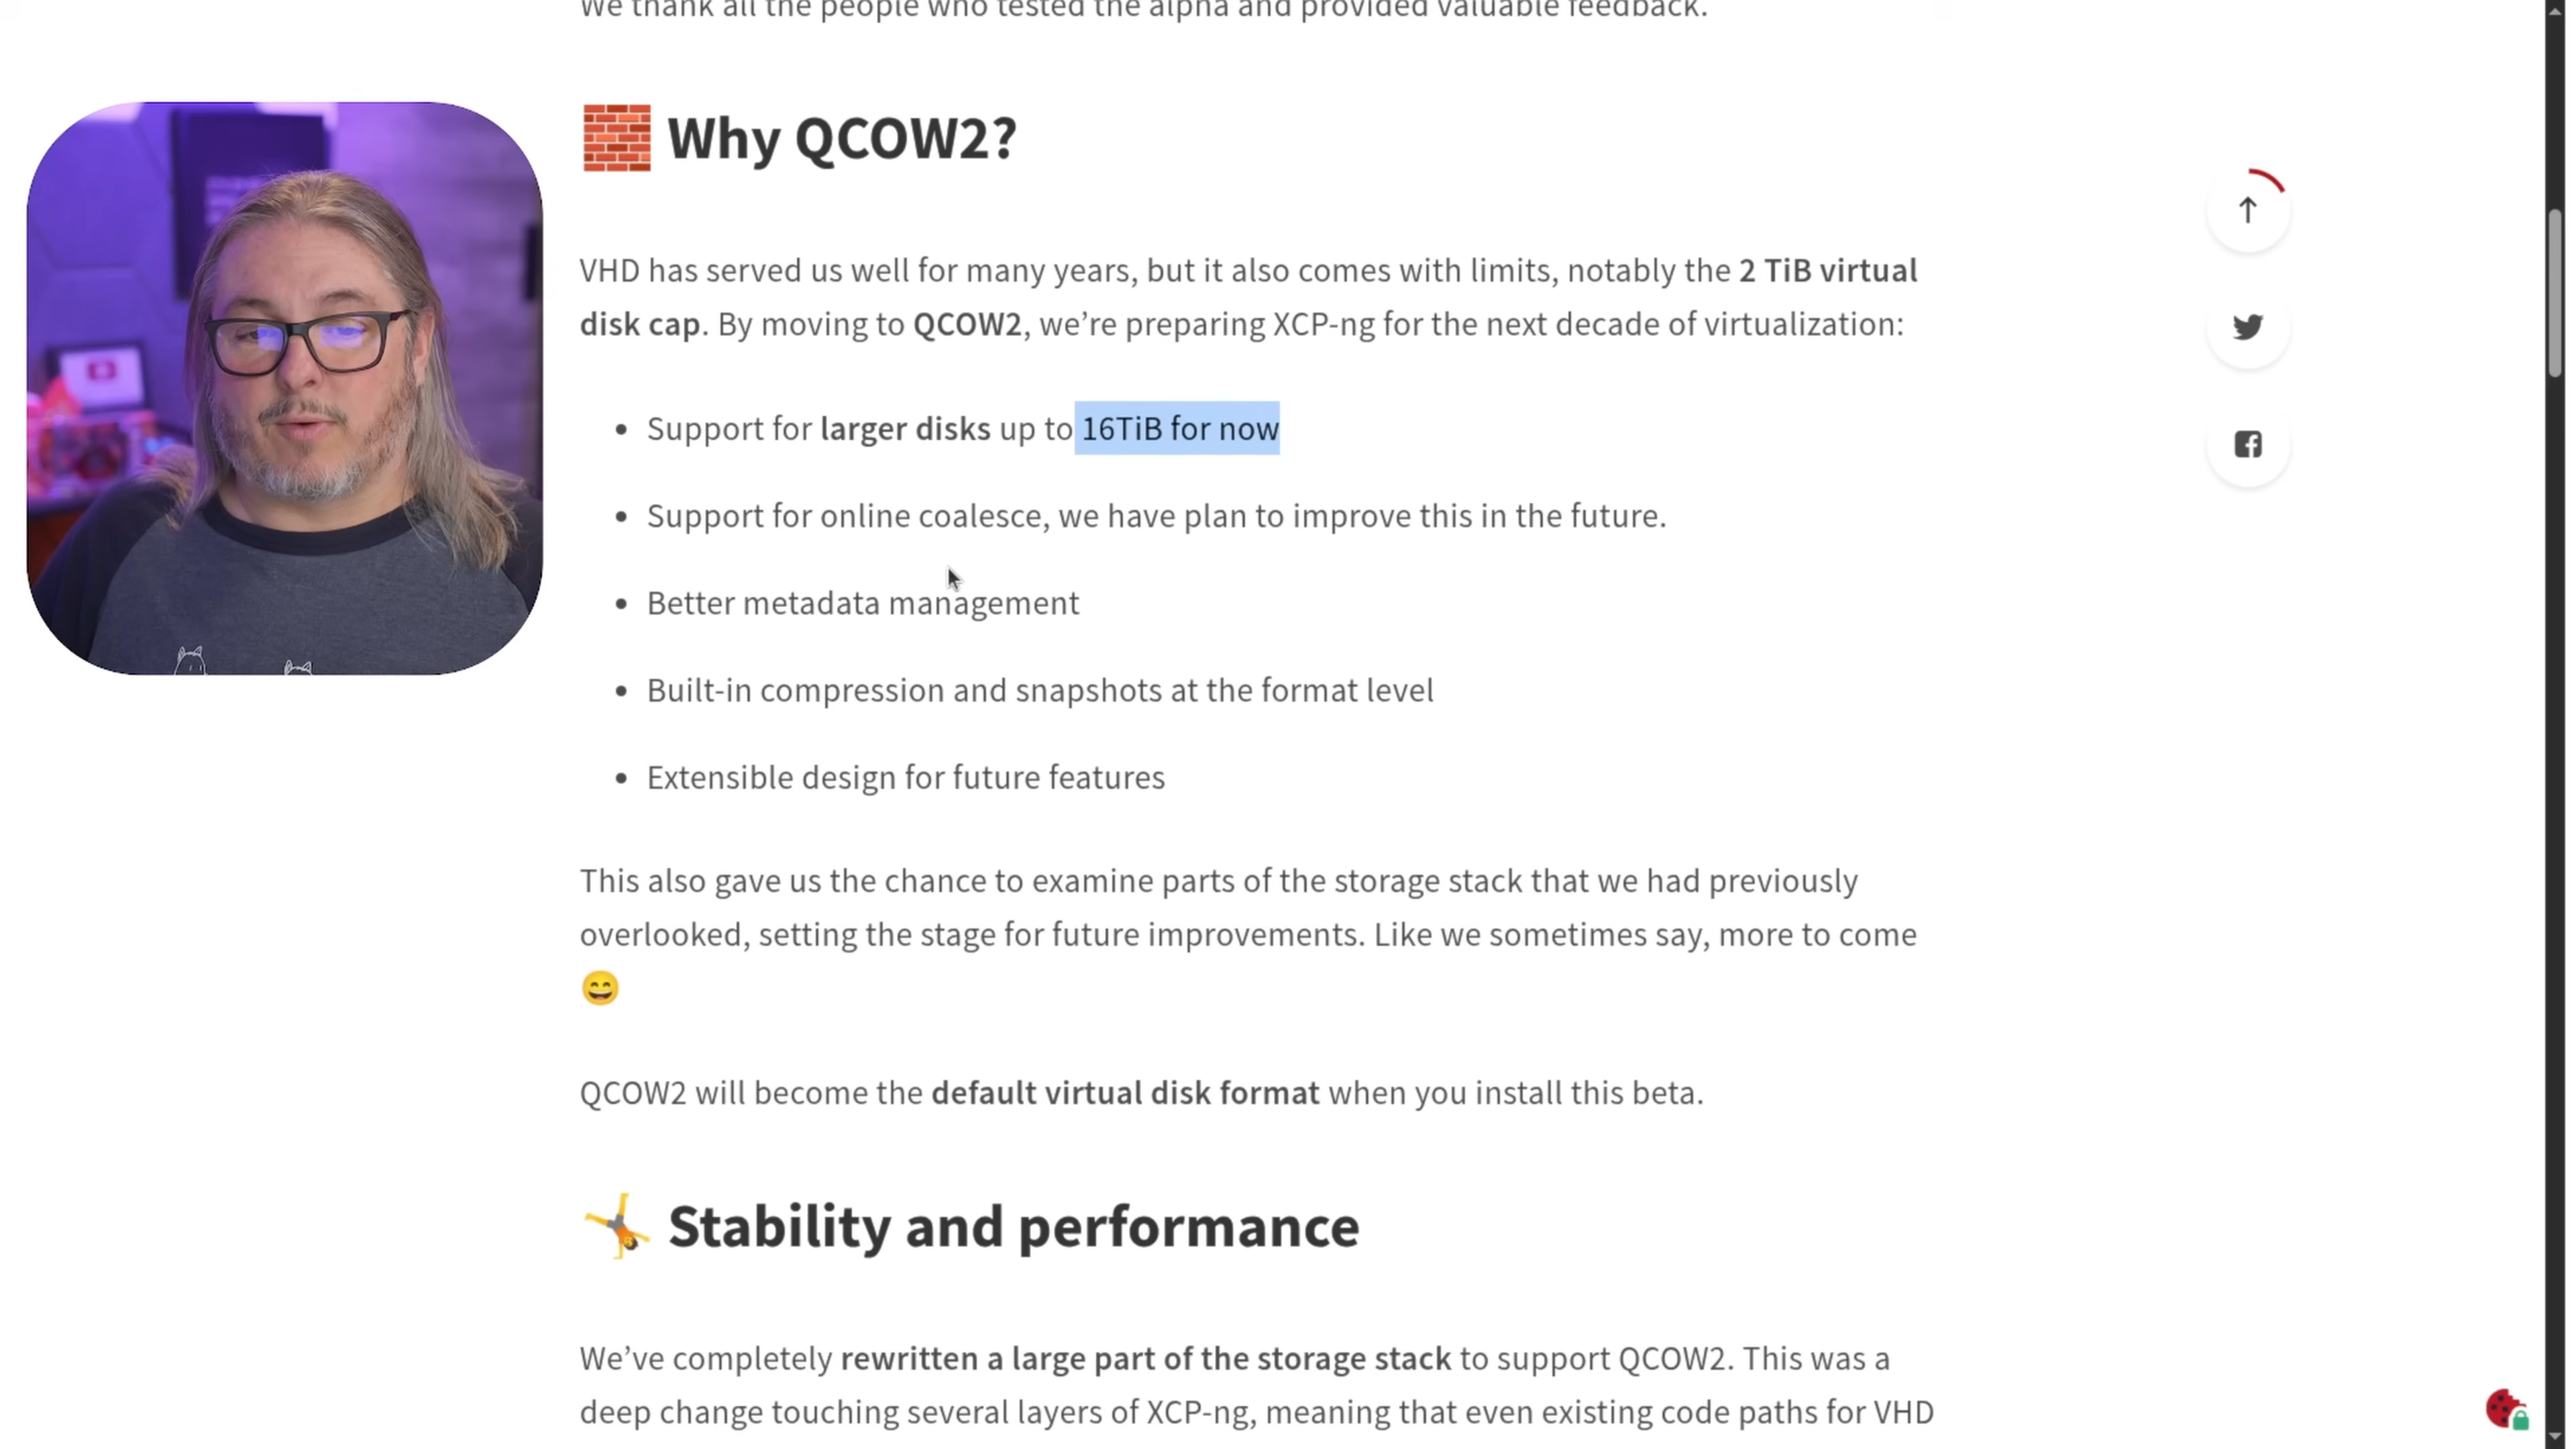 We thank all the people who tested the alpha and provided valuable feedback.
Why QCOW2?
VHD has served us well for many years, but it also comes with limits, notably the 2 TiB virtual
disk cap. By moving to QCOW2, we’re preparing XCP-ng for the next decade of virtualization:
• Support for larger disks up to 16TiB for now
• Support for online coalesce, we have plan to improve this in the future.
• Better metadata management
• Built-in compression and snapshots at the format level
• Extensible design for future features
This also gave us the chance to examine parts of the storage stack that we had previously
overlooked, setting the stage for future improvements. Like we sometimes say, more to come
😄
QCOW2 will become the default virtual disk format when you install this beta.
Stability and performance
We’ve completely rewritten a large part of the storage stack to support QCOW2. This was a
deep change touching several layers of XCP-ng, meaning that even existing code paths for VHD